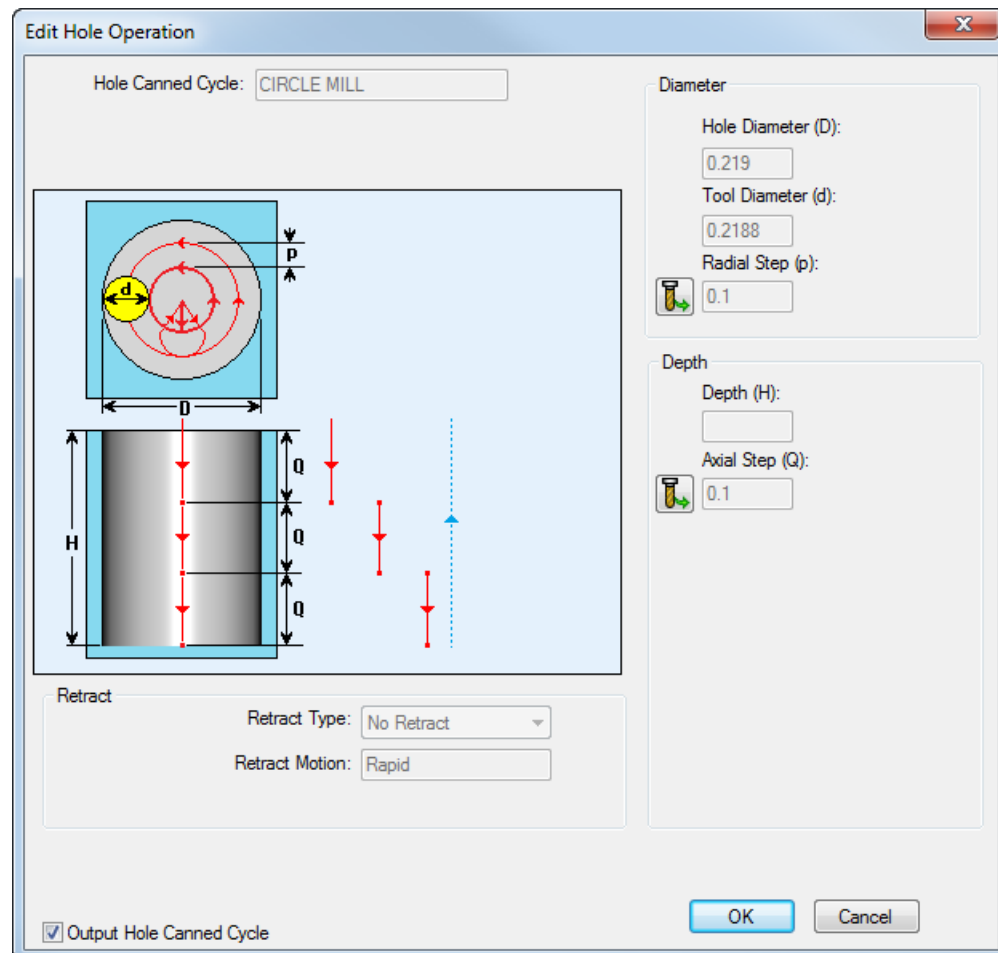 Edit Hole Operation
Hole Canned Cycle: CIRCLE MILL
Diameter
Hole Diameter (D):
0.219
Tool Diameter (d):
0.2188
Radial Step (p):
0.1
p
d
D
H
Q
Q
Q
Depth
Depth (H):
Axial Step (Q):
0.1
Retract
Retract Type: No Retract
Retract Motion: Rapid
Output Hole Canned Cycle
OK
Cancel